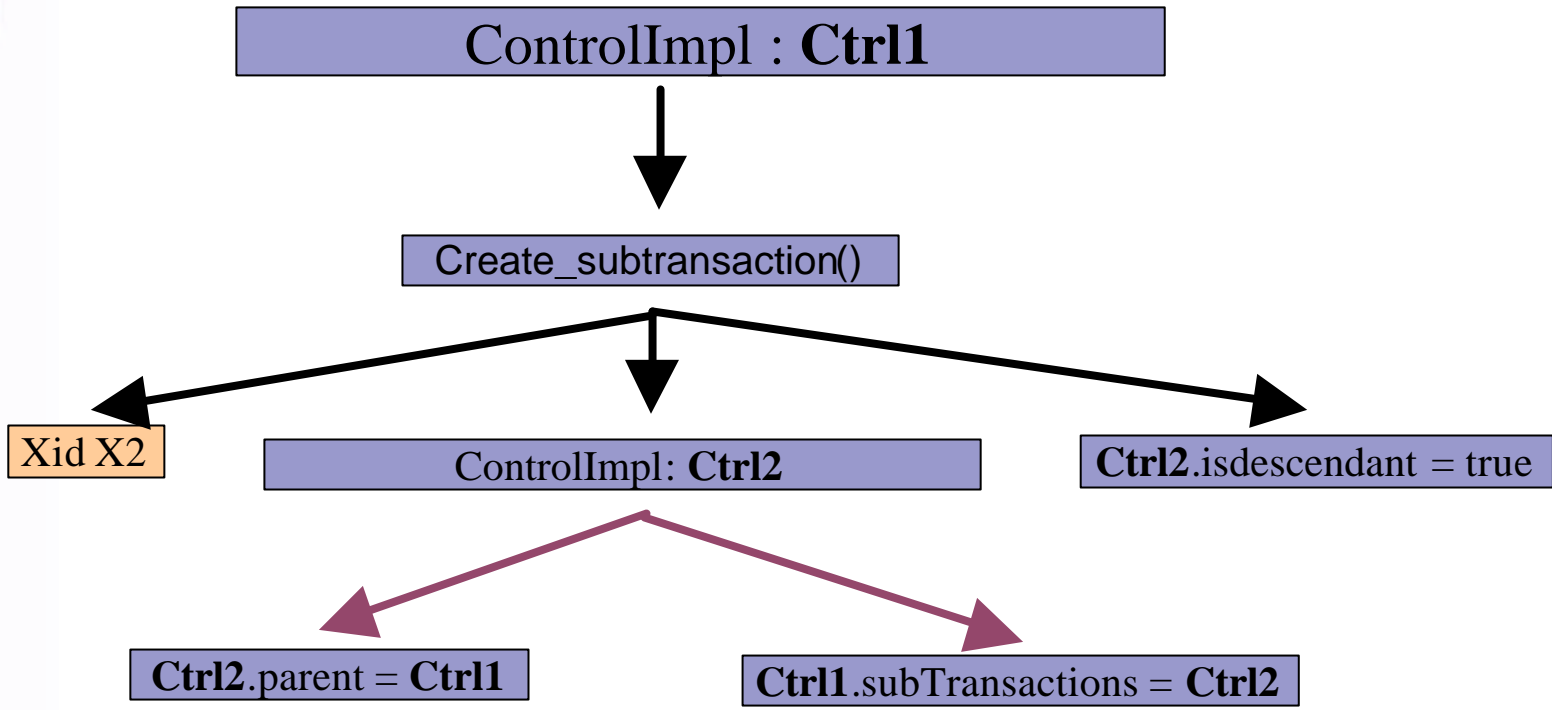 ControlImpl : Ctrl1
Create_subtransaction()
Xid X2
ControlImpl: Ctrl2
Ctrl2.isdescendant = true
Ctrl2.parent = Ctrl1
Ctrl1.subTransactions = Ctrl2